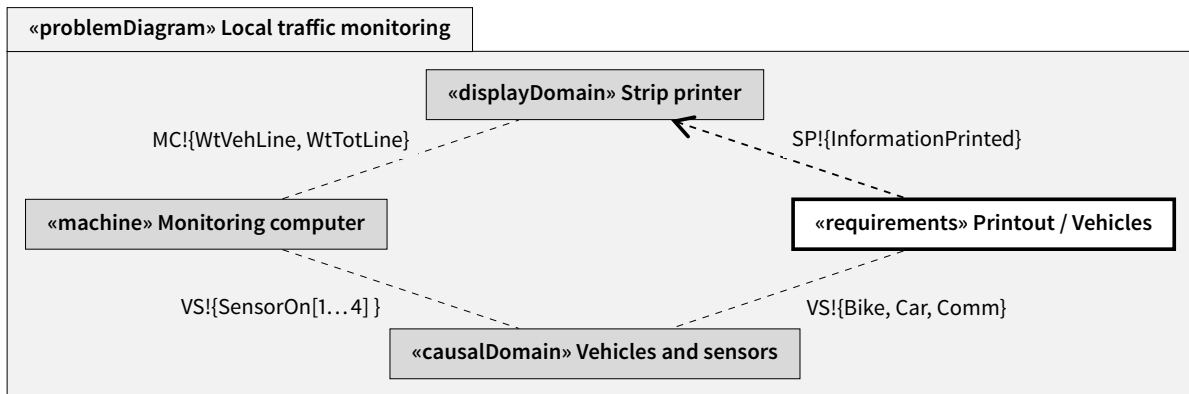 «problemDiagram» Local traffic monitoring
«displayDomain» Strip printer
MC!{WtVehLine, WtTotLine}
SP!{InformationPrinted}
«machine» Monitoring computer
«requirements» Printout / Vehicles
VS!{SensorOn[1…4] }
VS!{Bike, Car, Comm}
«causalDomain» Vehicles and sensors